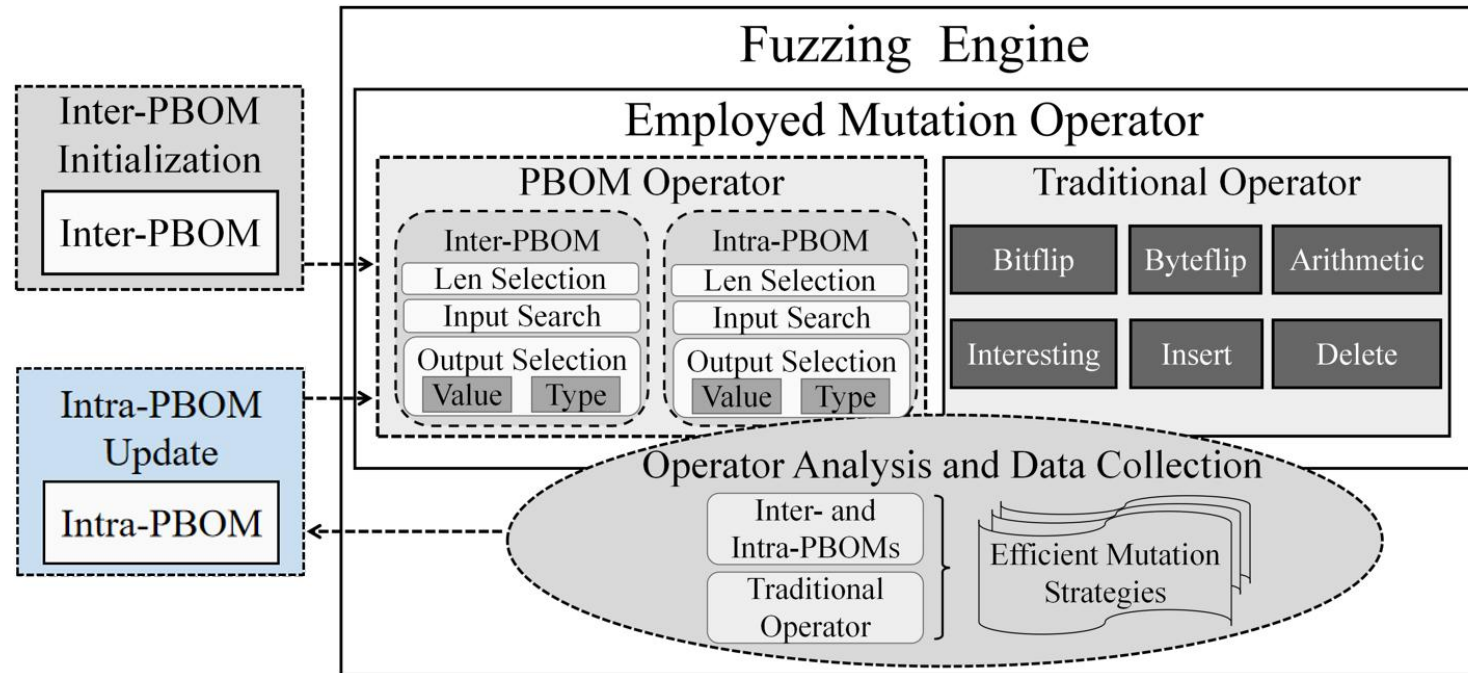 Fuzzing Engine
Inter-PBOM
Initialization
Inter-PBOM
Intra-PBOM
Update
Intra-PBOM
Employed Mutation Operator
PBOM Operator
Inter-PBOM
Len Selection
Input Search
Output Selection
Value Type
Intra-PBOM
Len Selection
Input Search
Output Selection
Value Type
Traditional Operator
Bitflip Byteflip Arithmetic
Interesting Insert Delete
Operator Analysis and Data Collection
Inter- and
Intra-PBOMs
Traditional
Operator
Efficient Mutation
Strategies